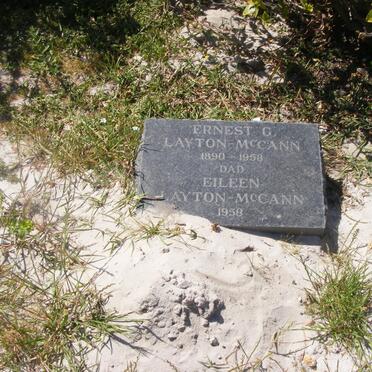 ERNEST G.
LAYTON-McCANN
1890 - 1958
DAD
EILEEN
LAYTON-McCANN
1958